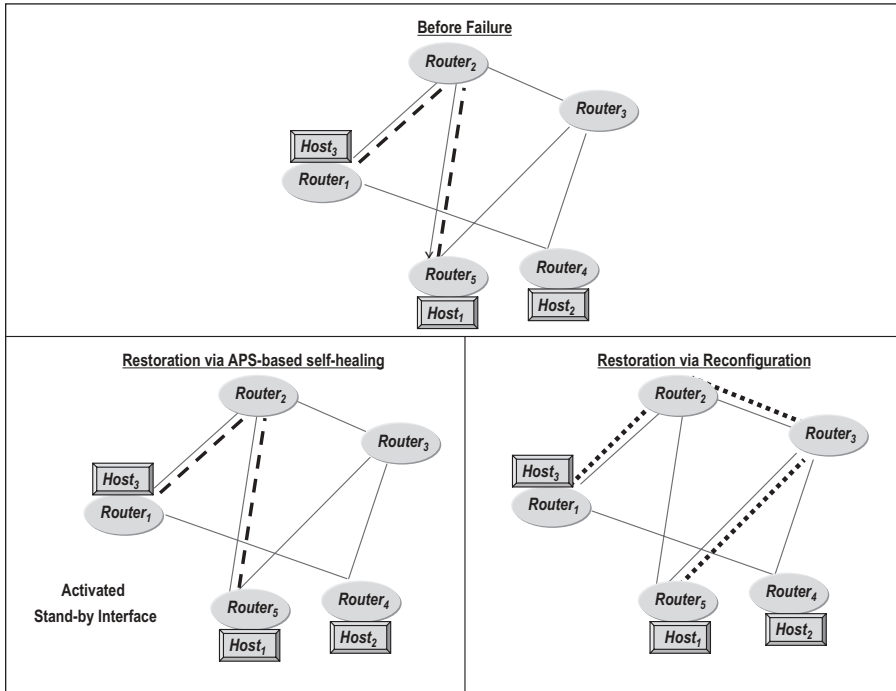 Before Failure
Router2
Router3
Host3
Router1
Router5
Router4
Host1
Host2
Restoration via APS-based self-healing
Router2
Router3
Host3
Router1
Activated
Stand-by Interface
Router5
Router4
Host1
Host2
Restoration via Reconfiguration
Router2
Router3
Host3
Router1
Router5
Router4
Host1
Host2